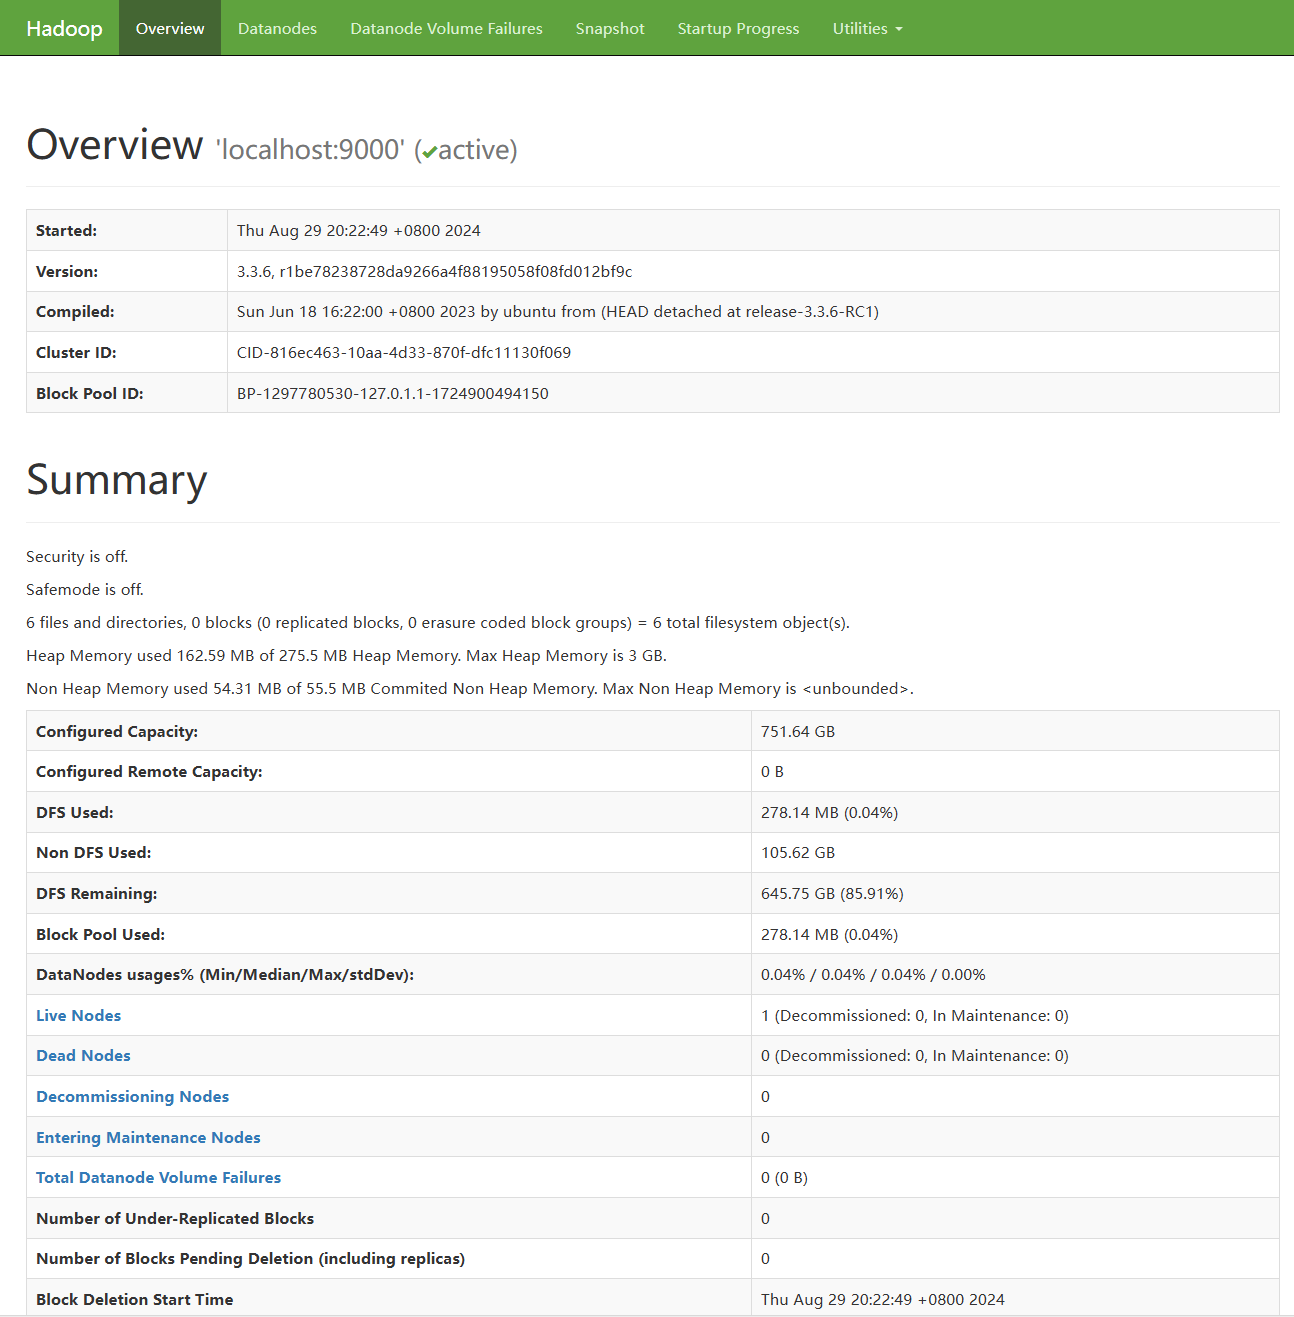 Hadoop Overview Datanodes Datanode Volume Failures Snapshot Startup Progress Utilities
Overview 'localhost:9000' (✔active)
Started: Thu Aug 29 20:22:49 +0800 2024
Version: 3.3.6, r1be78238728da9266a4f88195058f08fd012bf9c
Compiled: Sun Jun 18 16:22:00 +0800 2023 by ubuntu from (HEAD detached at release-3.3.6-RC1)
Cluster ID: CID-816ec463-10aa-4d33-870f-dfc11130f069
Block Pool ID: BP-1297780530-127.0.1.1-1724900494150
Summary
Security is off.
Safemode is off.
6 files and directories, 0 blocks (0 replicated blocks, 0 erasure coded block groups) = 6 total filesystem object(s).
Heap Memory used 162.59 MB of 275.5 MB Heap Memory. Max Heap Memory is 3 GB.
Non Heap Memory used 54.31 MB of 55.5 MB Commited Non Heap Memory. Max Non Heap Memory is <unbounded>.
Configured Capacity: 751.64 GB
Configured Remote Capacity: 0 B
DFS Used: 278.14 MB (0.04%)
Non DFS Used: 105.62 GB
DFS Remaining: 645.75 GB (85.91%)
Block Pool Used: 278.14 MB (0.04%)
DataNodes usages% (Min/Median/Max/stdDev): 0.04% / 0.04% / 0.04% / 0.00%
Live Nodes 1 (Decommissioned: 0, In Maintenance: 0)
Dead Nodes 0 (Decommissioned: 0, In Maintenance: 0)
Decommissioning Nodes 0
Entering Maintenance Nodes 0
Total Datanode Volume Failures 0 (0 B)
Number of Under-Replicated Blocks 0
Number of Blocks Pending Deletion (including replicas) 0
Block Deletion Start Time Thu Aug 29 20:22:49 +0800 2024